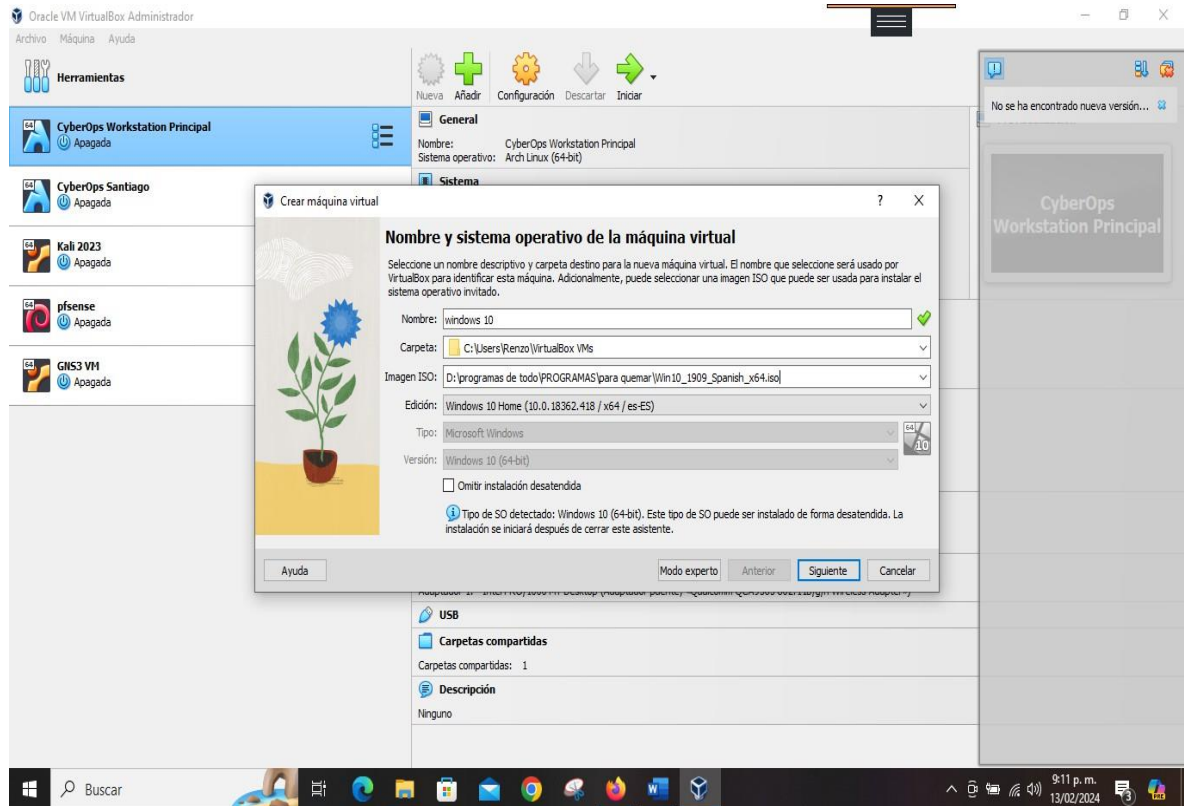 Oracle VM VirtualBox Administrador
Archivo Máquina Ayuda
Herramientas
Nueva Añadir Configuración Descartar Iniciar
No se ha encontrado nueva versión...
64 CyberOps Workstation Principal
Apagada
64 CyberOps Santiago
Apagada
64 Kali 2023
Apagada
64 pfsense
Apagada
64 GNS3 VM
Apagada
General
Nombre: CyberOps Workstation Principal
Sistema operativo: Arch Linux (64-bit)
Sistema
CyberOps
Workstation Principal
Crear máquina virtual ?
Nombre y sistema operativo de la máquina virtual
Seleccione un nombre descriptivo y carpeta destino para la nueva máquina virtual. El nombre que seleccione será usado por
VirtualBox para identificar esta máquina. Adicionalmente, puede seleccionar una imagen ISO que puede ser usada para instalar el
sistema operativo invitado.
Nombre: windows 10
Carpeta: C:\Users\Renzo\VirtualBox VMs
Imagen ISO: D:\programas de todo\PROGRAMAS\para quemar\Win10_1909_Spanish_x64.iso
Edición: Windows 10 Home (10.0.18362.418 / x64 / es-ES)
Tipo: Microsoft Windows
64 10
Versión: Windows 10 (64-bit)
Omitir instalación desatendida
Tipo de SO detectado: Windows 10 (64-bit). Este tipo de SO puede ser instalado de forma desatendida. La
instalación se iniciará después de cerrar este asistente.
Ayuda Modo experto Anterior Siguiente Cancelar
USB
Carpetas compartidas
Carpetas compartidas: 1
Descripción
Ninguno
Buscar
9:11 p. m.
13/02/2024
3